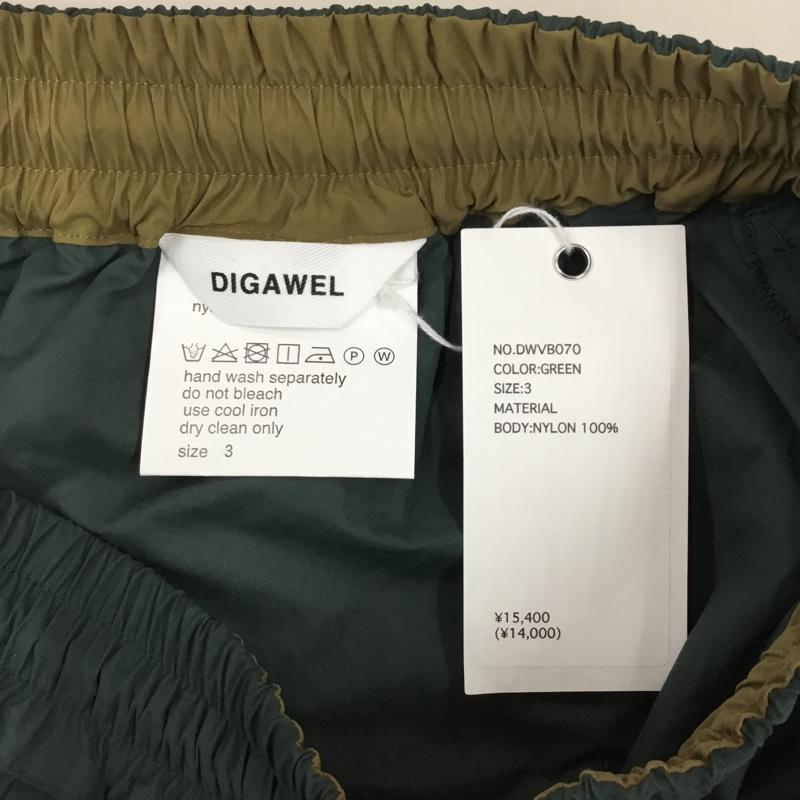 DIGAWEL
hand wash separately
do not bleach
use cool iron
dry clean only
size 3
NO.DWVB070
COLOR:GREEN
SIZE:3
MATERIAL
BODY:NYLON 100%
¥15,400
(¥14,000)